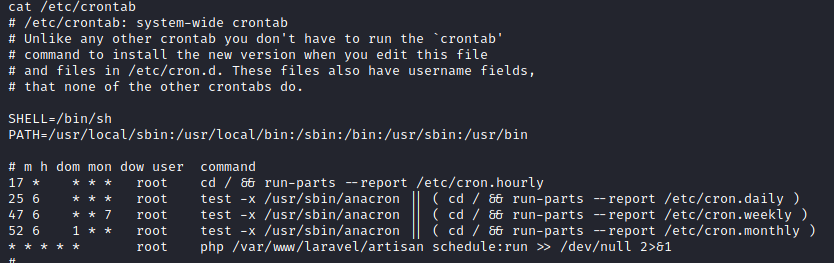 cat /etc/crontab
# /etc/crontab: system-wide crontab
# Unlike any other crontab you don't have to run the `crontab'
# command to install the new version when you edit this file
# and files in /etc/cron.d. These files also have username fields,
# that none of the other crontabs do.

SHELL=/bin/sh
PATH=/usr/local/sbin:/usr/local/bin:/sbin:/bin:/usr/sbin:/usr/bin

# m h dom mon dow user  command
17 *    * * *   root    cd / && run-parts --report /etc/cron.hourly
25 6    * * *   root    test -x /usr/sbin/anacron || ( cd / && run-parts --report /etc/cron.daily )
47 6    * * 7   root    test -x /usr/sbin/anacron || ( cd / && run-parts --report /etc/cron.weekly )
52 6    1 * *   root    test -x /usr/sbin/anacron || ( cd / && run-parts --report /etc/cron.monthly )
* * * * *       root    php /var/www/laravel/artisan schedule:run >> /dev/null 2>&1
#